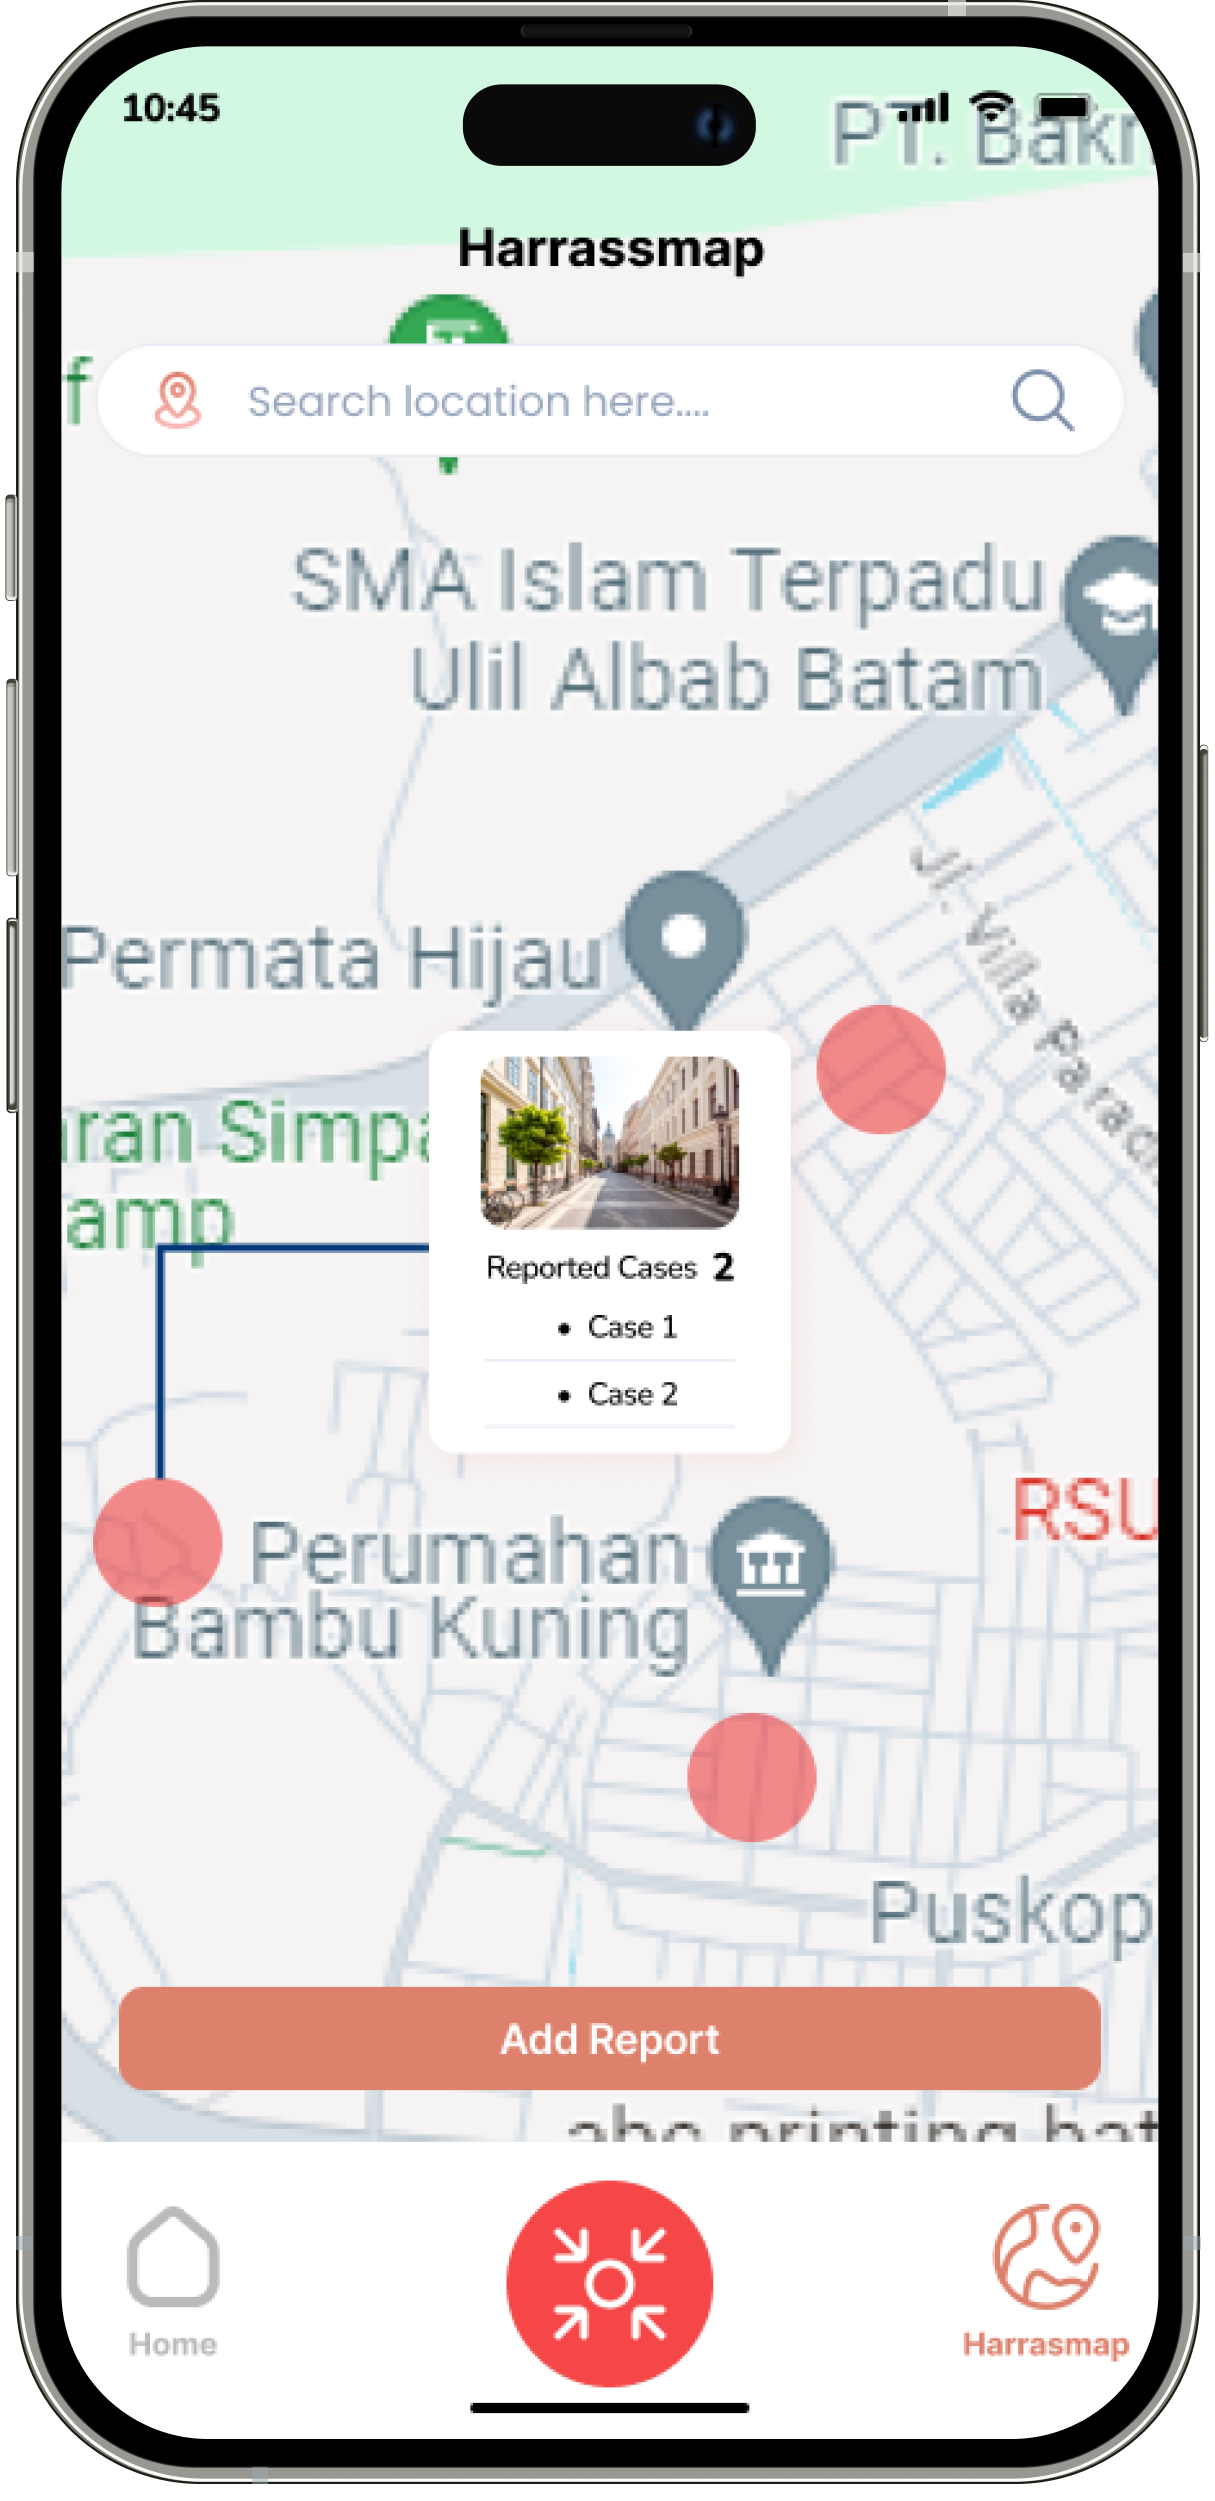 10:45
PT. Bakr
Harrassmap
f
Search location here....
SMA Islam Terpadu
Ulil Albab Batam
Jl. Villa Parad
Permata Hijau
aran Simpa
amp
Reported Cases 2
• Case 1
• Case 2
RSU
Perumahan
Bambu Kuning
Puskop
Add Report
abc printing bat
Home
Harrasmap